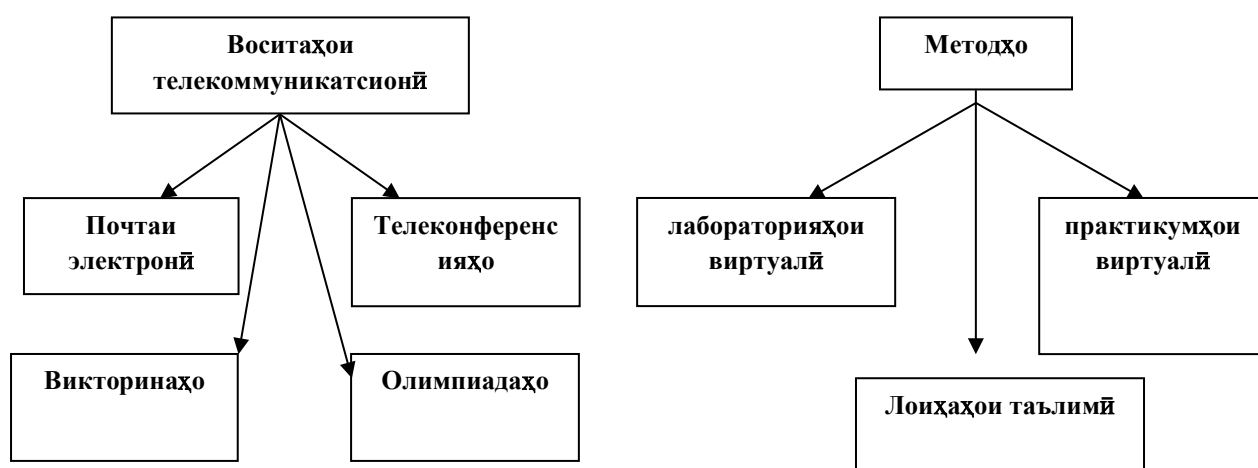 Воситаҳои
телекоммуникатсионӣ
Методҳо
Почтаи
электронӣ
Телеконференс
ияҳо
лабораторияҳои
виртуалӣ
практикумҳои
виртуалӣ
Викторинаҳо
Олимпиадаҳо
Лоиҳаҳои таълимӣ